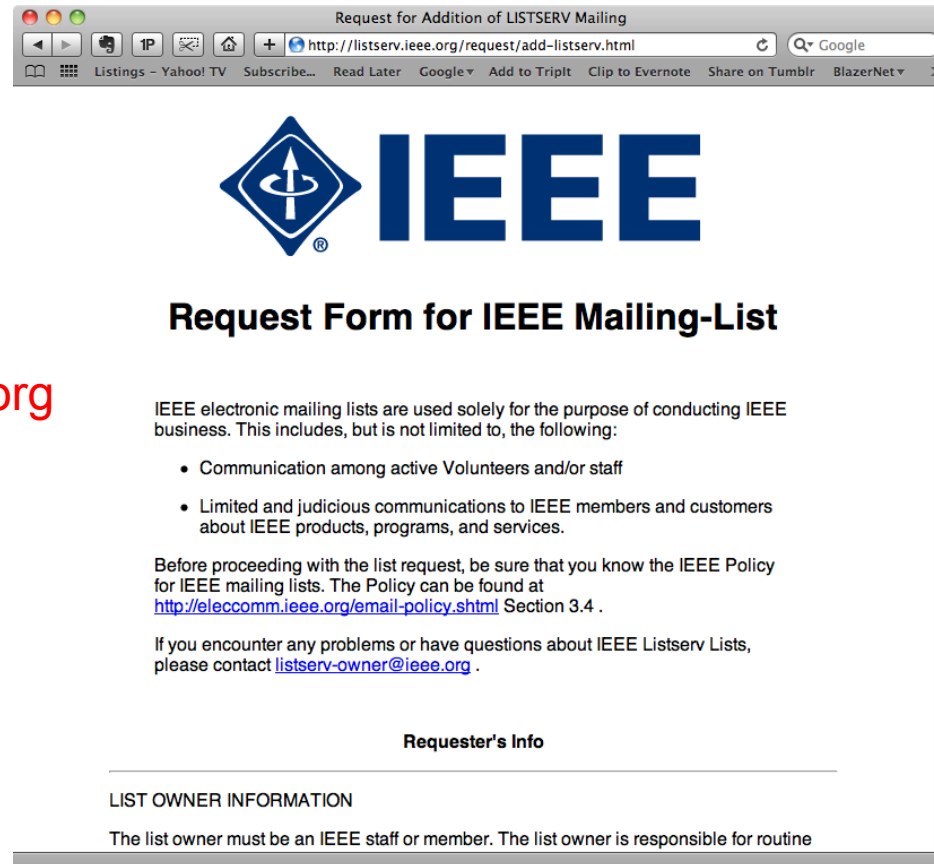 Request for Addition of LISTSERV Mailing
1P
+
http://listserv.ieee.org/request/add-listserv.html
Google
Listings – Yahoo! TV Subscribe... Read Later Google Add to TripIt Clip to Evernote Share on Tumblr BlazerNet
IEEE
®
Request Form for IEEE Mailing-List
org
IEEE electronic mailing lists are used solely for the purpose of conducting IEEE
business. This includes, but is not limited to, the following:
• Communication among active Volunteers and/or staff
• Limited and judicious communications to IEEE members and customers
about IEEE products, programs, and services.
Before proceeding with the list request, be sure that you know the IEEE Policy
for IEEE mailing lists. The Policy can be found at
http://eleccomm.ieee.org/email-policy.shtml Section 3.4 .
If you encounter any problems or have questions about IEEE Listserv Lists,
please contact listserv-owner@ieee.org .
Requester's Info
LIST OWNER INFORMATION
The list owner must be an IEEE staff or member. The list owner is responsible for routine